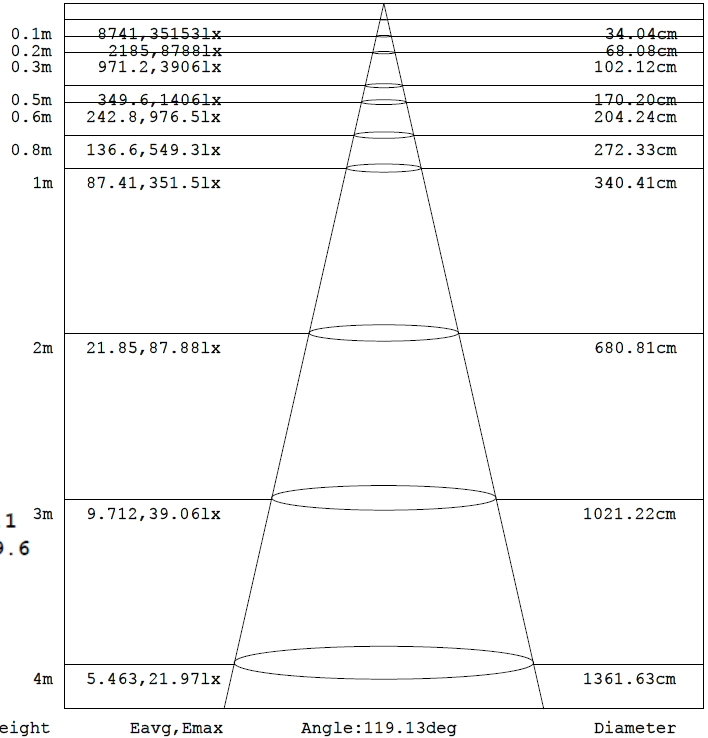 0.1m 8741,35153lx 34.04cm
0.2m 2185,8788lx 68.08cm
0.3m 971.2,3906lx 102.12cm
0.5m 349.6,1406lx 170.20cm
0.6m 242.8,976.5lx 204.24cm
0.8m 136.6,549.3lx 272.33cm
1m 87.41,351.5lx 340.41cm
2m 21.85,87.88lx 680.81cm
3m 9.712,39.06lx 1021.22cm
1
9.6
4m 5.463,21.97lx 1361.63cm
eight Eavg,Emax Angle:119.13deg Diameter